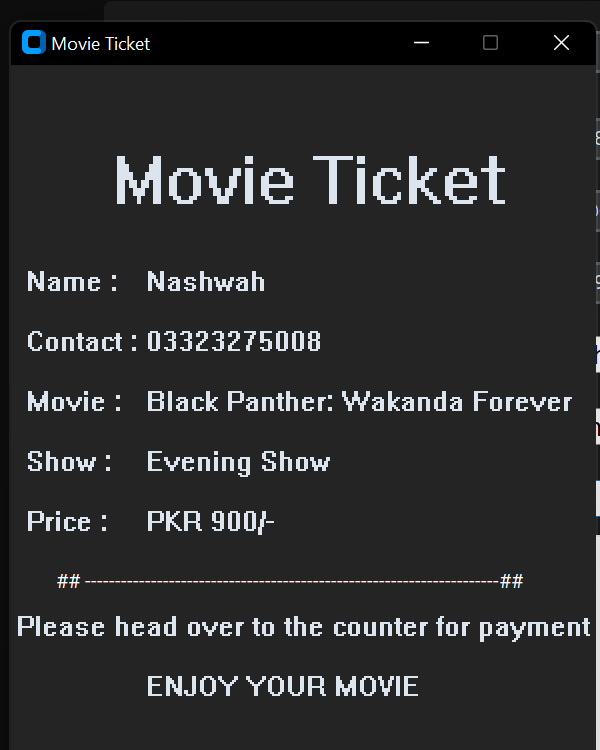 Movie Ticket
Movie Ticket
Name : Nashwah
Contact : 03323275008
Movie : Black Panther: Wakanda Forever
Show : Evening Show
Price : PKR 900/-
## ----------------------------------------------------------------------##
Please head over to the counter for payment
ENJOY YOUR MOVIE